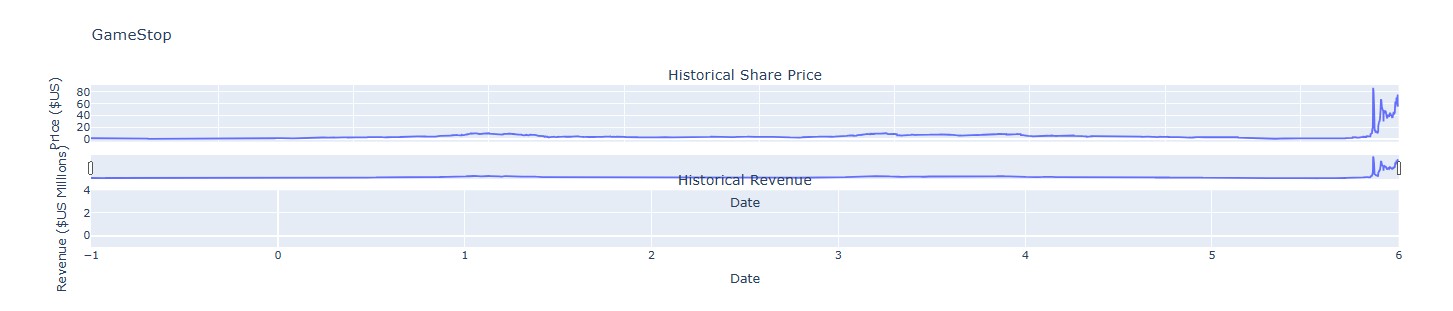 GameStop
Historical Share Price
Price ($US)
80
60
40
20
0
Historical Revenue
Revenue ($US Millions)
4
2
0
Date
−1 0 1 2 3 4 5 6
Date